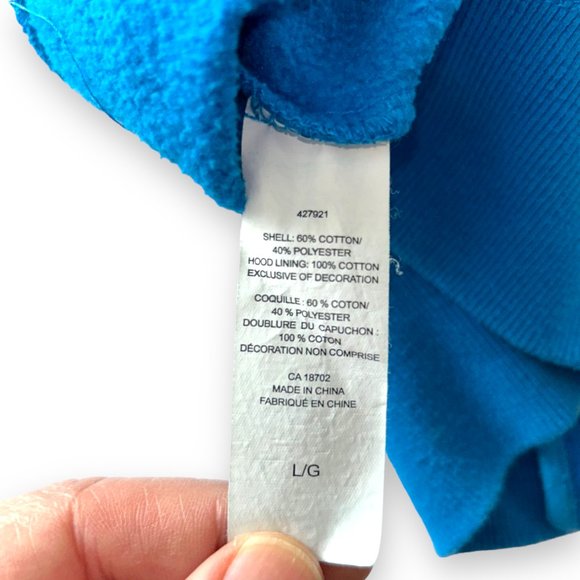 427921
SHELL: 60% COTTON/
40% POLYESTER
HOOD LINING: 100% COTTON
EXCLUSIVE OF DECORATION
COQUILLE: 60 % COTON/
40 % POLYESTER
DOUBLURE DU CAPUCHON :
100 % COTON
DÉCORATION NON COMPRISE
CA 18702
MADE IN CHINA
FABRIQUÉ EN CHINE
L/G